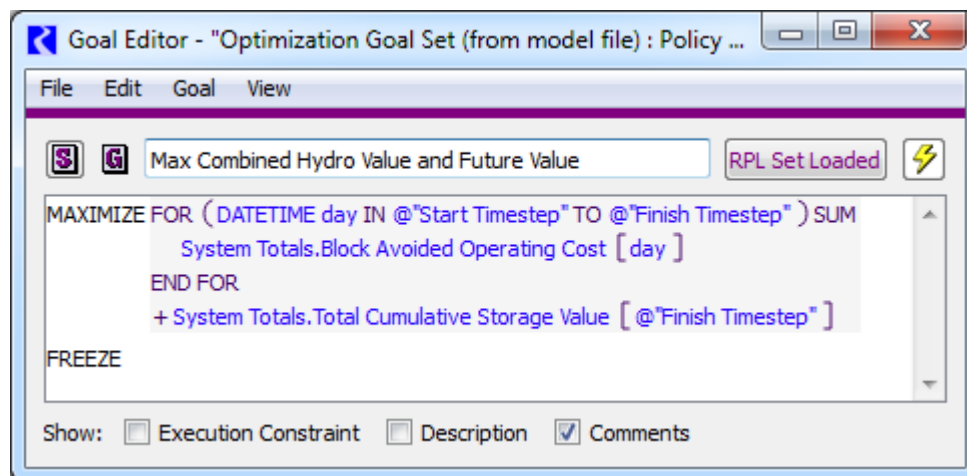 Goal Editor - "Optimization Goal Set (from model file) : Policy ...
File Edit Goal View
S G Max Combined Hydro Value and Future Value RPL Set Loaded
MAXIMIZE FOR ( DATETIME day IN @"Start Timestep" TO @"Finish Timestep" ) SUM
System Totals.Block Avoided Operating Cost [ day ]
END FOR
+ System Totals.Total Cumulative Storage Value [ @"Finish Timestep" ]
FREEZE
Show: Execution Constraint Description Comments